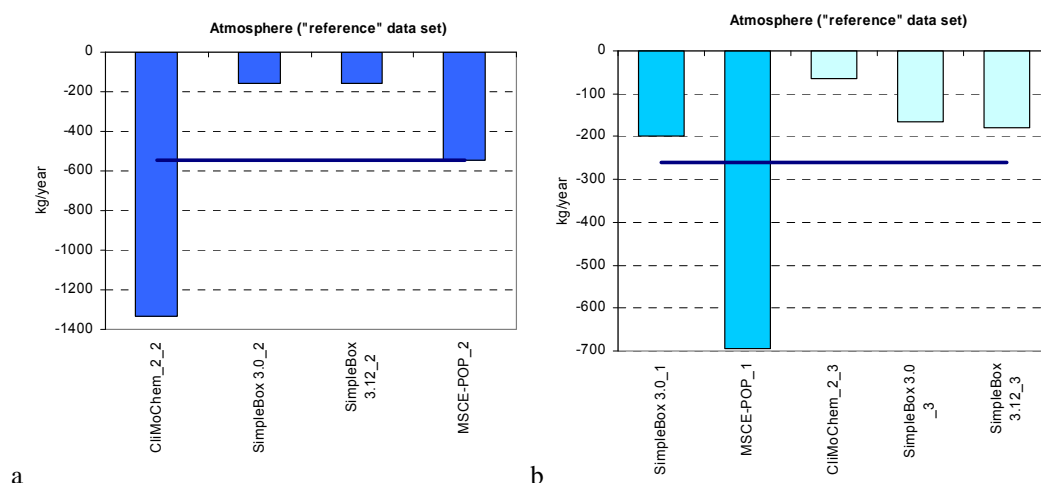 Atmosphere ("reference" data set)
0
-200
-400
-600
-800
-1000
-1200
-1400
kg/year
CliMoChem_2_2
SimpleBox 3.0_2
SimpleBox
3.12_2
MSCE-POP_2
a
Atmosphere ("reference" data set)
0
-100
-200
-300
-400
-500
-600
-700
kg/year
SimpleBox 3.0_1
MSCE-POP_1
CliMoChem_2_3
SimpleBox 3.0
_3
SimpleBox
3.12_3
b